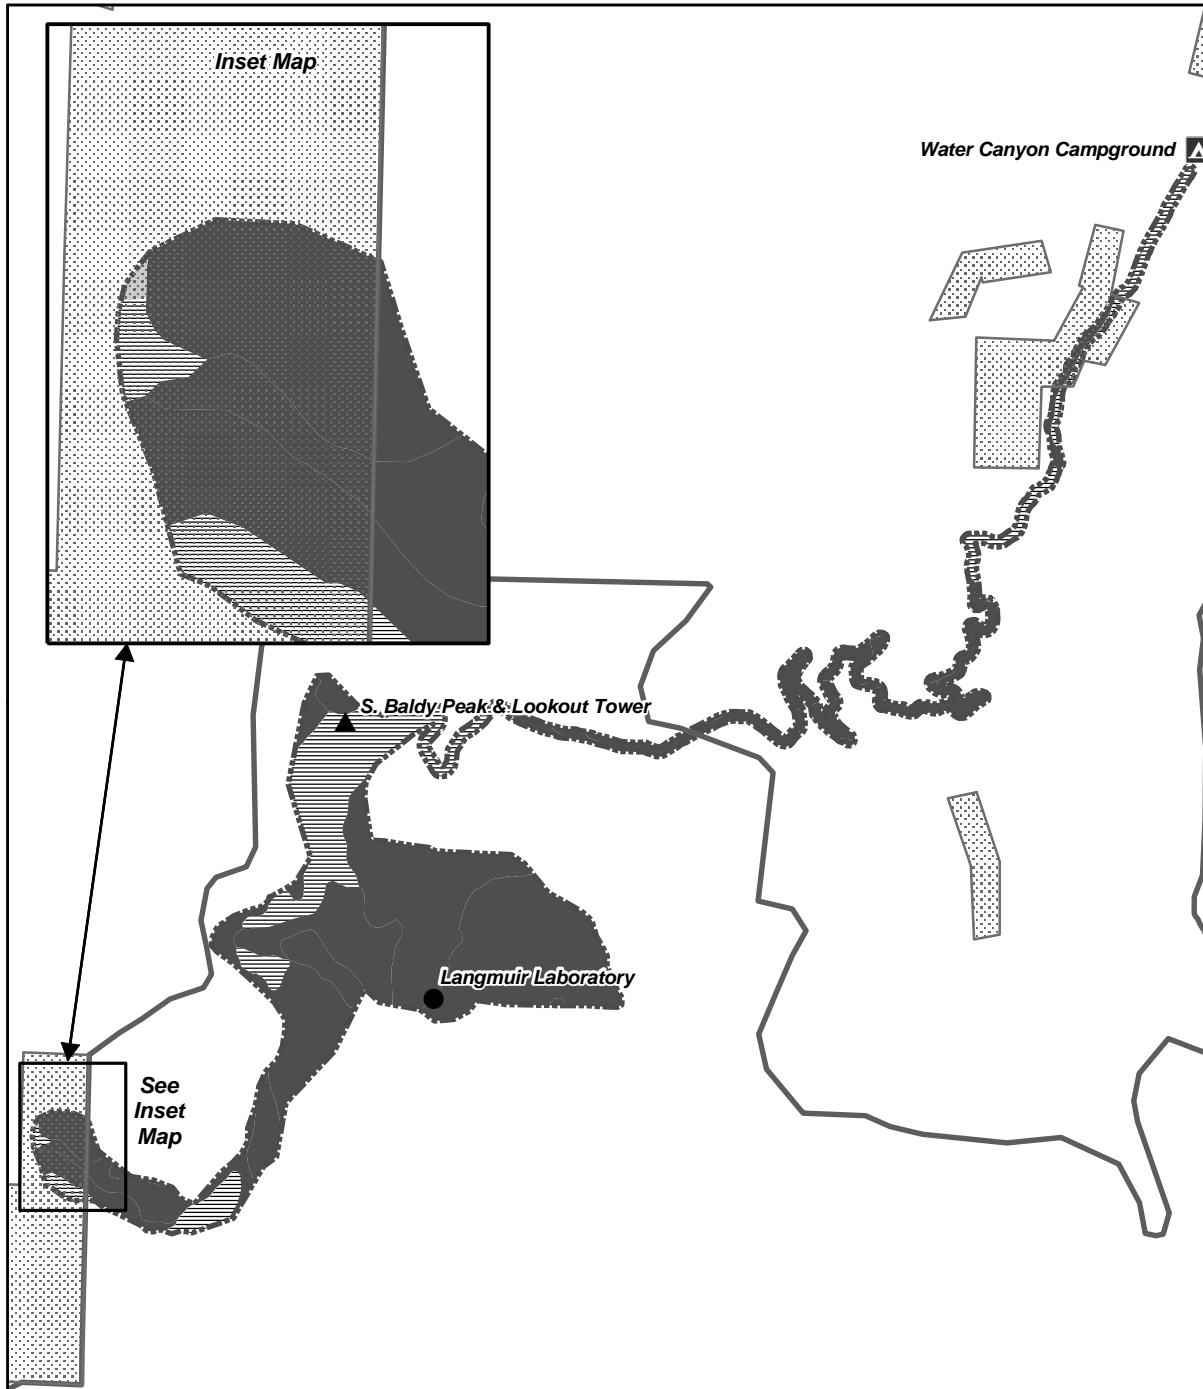 Inset Map
Water Canyon Campground
S. Baldy Peak & Lookout Tower
Langmuir Laboratory
See
Inset
Map